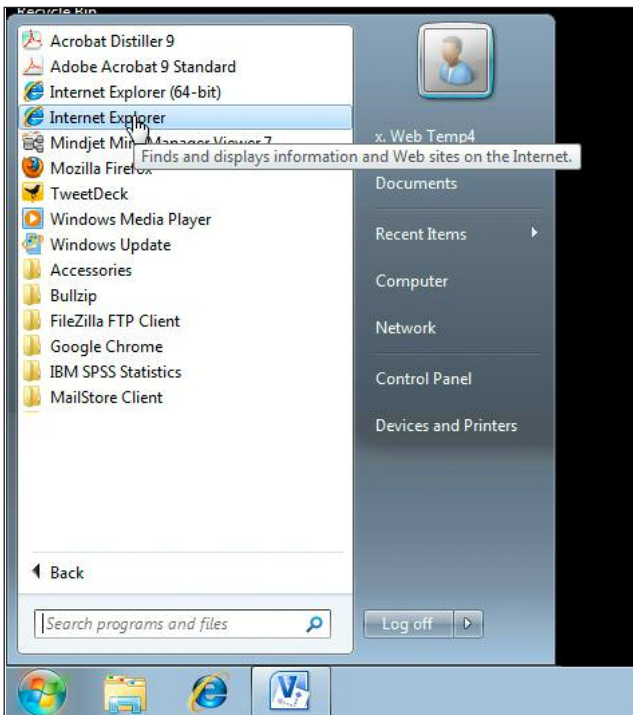 Recycle Bin
Acrobat Distiller 9
Adobe Acrobat 9 Standard
Internet Explorer (64-bit)
Internet Explorer
Mindjet MindManager Viewer 7
Finds and displays information and Web sites on the Internet.
Mozilla Firefox
TweetDeck
Windows Media Player
Windows Update
Accessories
Bullzip
FileZilla FTP Client
Google Chrome
IBM SPSS Statistics
MailStore Client
Back
Search programs and files
x. Web Temp4
Documents
Recent Items
Computer
Network
Control Panel
Devices and Printers
Log off